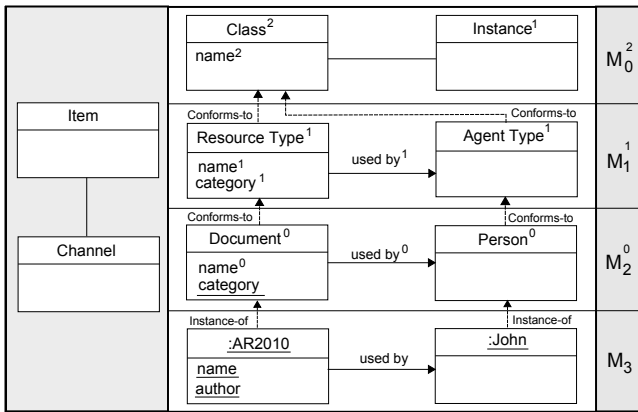 Class²
Instance¹
name²
M₀²
Conforms-to
Conforms-to
Item
Resource Type¹
Agent Type¹
name¹
category¹
used by¹
M₁¹
Conforms-to
Conforms-to
Channel
Document⁰
Person⁰
name⁰
category
used by⁰
M₂⁰
Instance-of
Instance-of
:AR2010
:John
name
author
used by
M₃